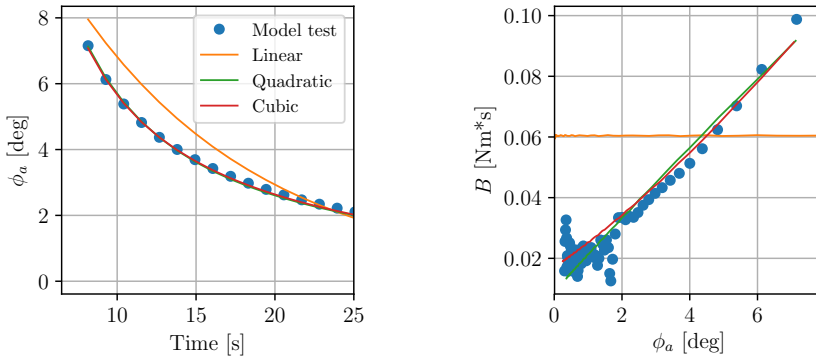 8
6
4
2
0
ϕₐ [deg]
10
15
20
25
Time [s]
Model test
Linear
Quadratic
Cubic
0.10
0.08
0.06
0.04
0.02
B [Nm*s]
0
2
4
6
ϕₐ [deg]